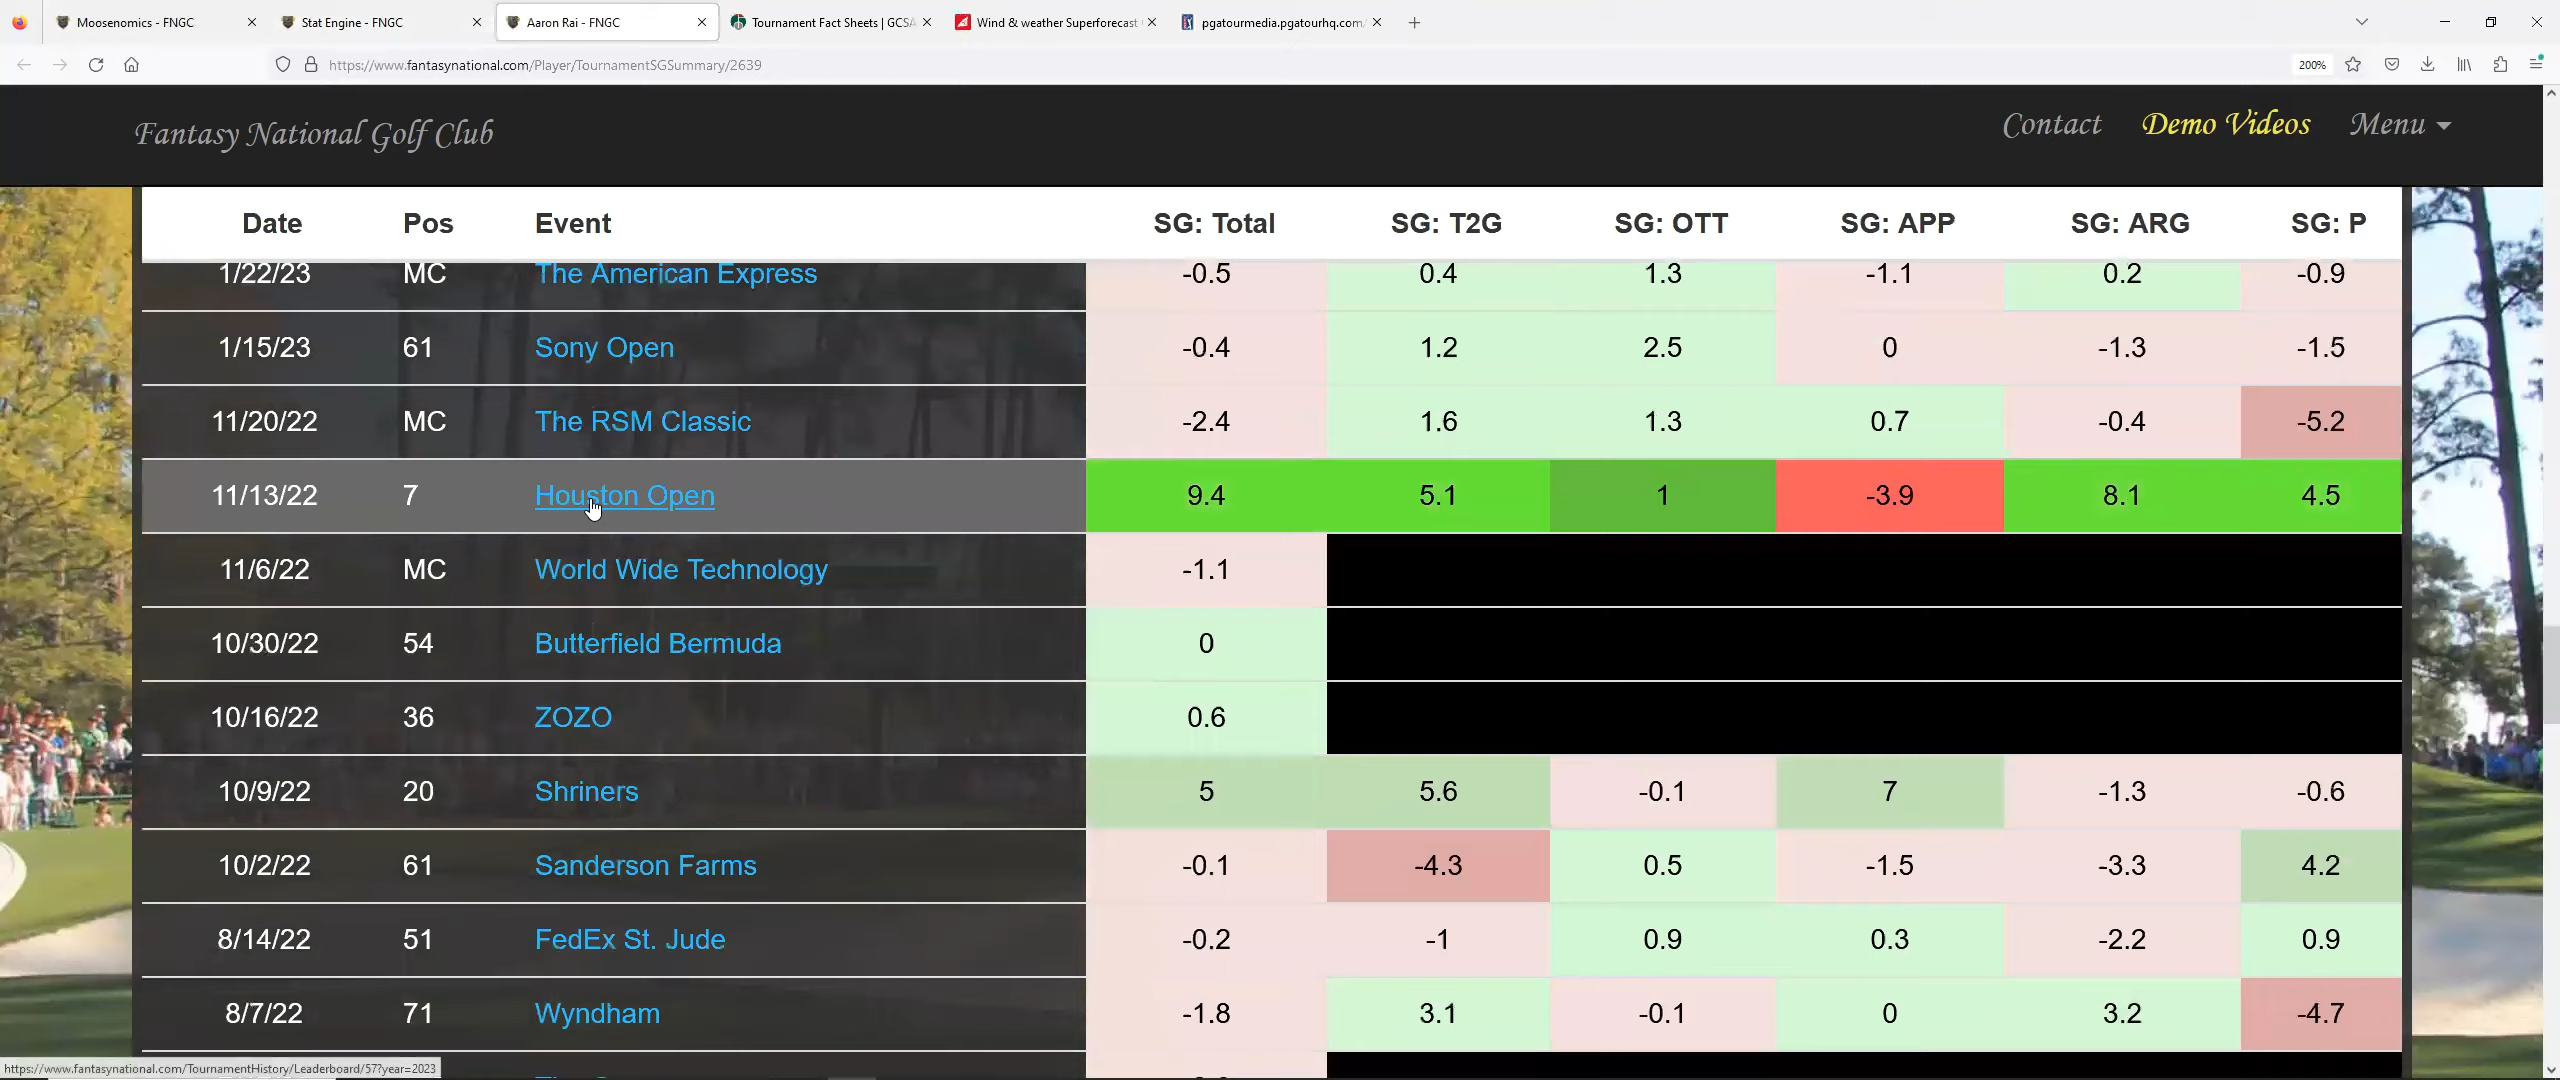 Moosenomics - FNGC
Stat Engine - FNGC
Aaron Rai - FNGC
Tournament Fact Sheets | GCSA
Wind & weather Superforecast
pgatourmedia.pgatourhq.com
https://www.fantasynational.com/Player/TournamentSGSummary/2639
200%
Fantasy National Golf Club
Contact
Demo Videos
Menu
Date Pos Event SG: Total SG: T2G SG: OTT SG: APP SG: ARG SG: P
1/22/23 MC The American Express -0.5 0.4 1.3 -1.1 0.2 -0.9
1/15/23 61 Sony Open -0.4 1.2 2.5 0 -1.3 -1.5
11/20/22 MC The RSM Classic -2.4 1.6 1.3 0.7 -0.4 -5.2
11/13/22 7 Houston Open 9.4 5.1 1 -3.9 8.1 4.5
11/6/22 MC World Wide Technology -1.1
10/30/22 54 Butterfield Bermuda 0
10/16/22 36 ZOZO 0.6
10/9/22 20 Shriners 5 5.6 -0.1 7 -1.3 -0.6
10/2/22 61 Sanderson Farms -0.1 -4.3 0.5 -1.5 -3.3 4.2
8/14/22 51 FedEx St. Jude -0.2 -1 0.9 0.3 -2.2 0.9
8/7/22 71 Wyndham -1.8 3.1 -0.1 0 3.2 -4.7
https://www.fantasynational.com/TournamentHistory/Leaderboard/57?year=2023